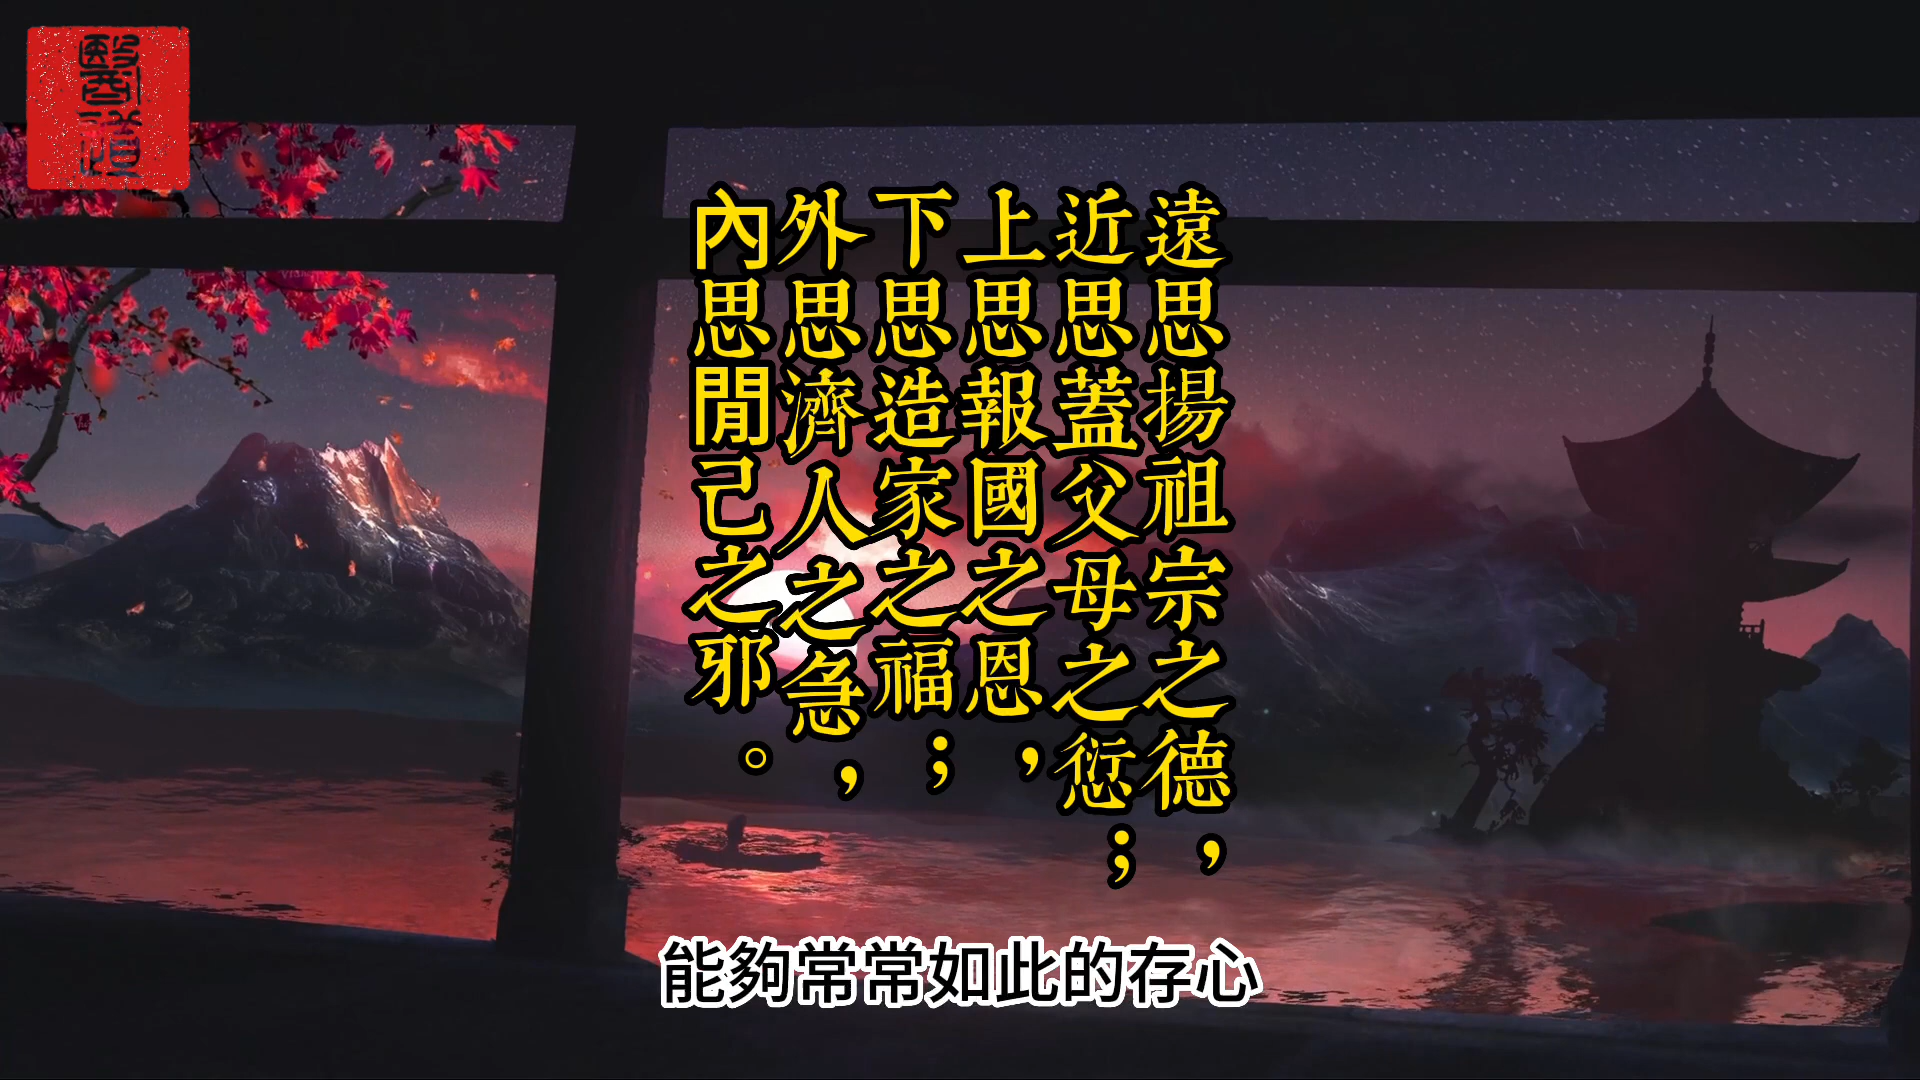 醫道
遠思揚祖宗之德，
近思蓋父母之愆；
上思報國之恩，
下思造家之福；
外思濟人之急，
內思閒己之邪。
能夠常常如此的存心